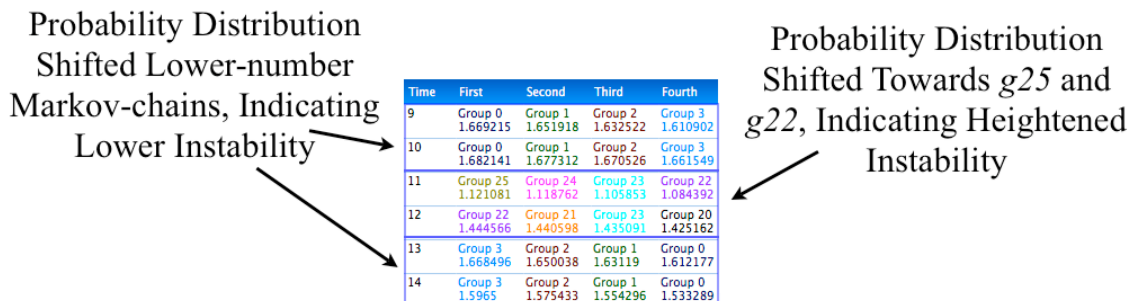 Probability Distribution
Shifted Lower-number
Markov-chains, Indicating
Lower Instability
Time First Second Third Fourth
9 Group 0 Group 1 Group 2 Group 3
1.669215 1.651918 1.632522 1.610902
10 Group 0 Group 1 Group 2 Group 3
1.682141 1.677312 1.670526 1.661549
11 Group 25 Group 24 Group 23 Group 22
1.121081 1.118762 1.105853 1.084392
12 Group 22 Group 21 Group 23 Group 20
1.444566 1.440598 1.435091 1.425162
13 Group 3 Group 2 Group 1 Group 0
1.668496 1.650038 1.63119 1.612177
14 Group 3 Group 2 Group 1 Group 0
1.5965 1.575433 1.554296 1.533289
Probability Distribution
Shifted Towards g25 and
g22, Indicating Heightened
Instability